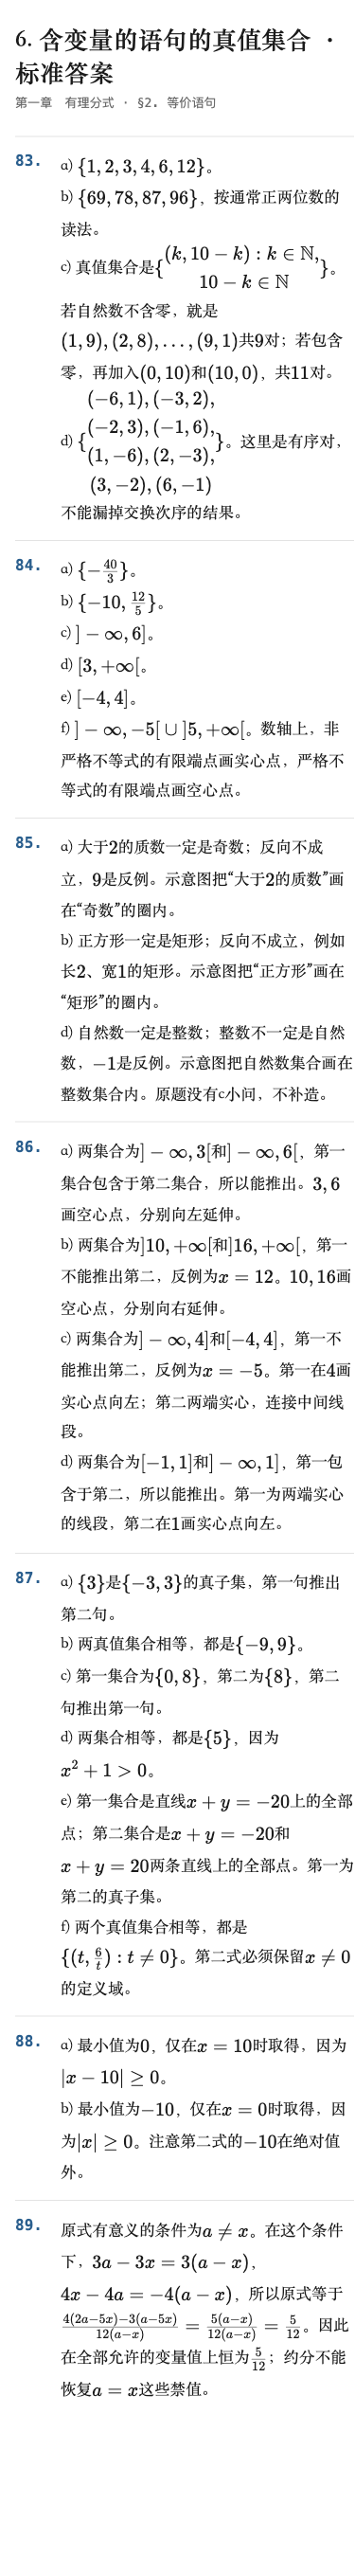 6. 含变量的语句的真值集合 ·
标准答案
第一章 有理分式 · §2. 等价语句
83. a) {1, 2, 3, 4, 6, 12}。
b) {69, 78, 87, 96}，按通常正两位数的
读法。
c) 真值集合是{(k, 10 − k) : k ∈ ℕ, 10 − k ∈ ℕ}。
若自然数不含零，就是
(1, 9), (2, 8), …, (9, 1)共9对；若包含
零，再加入(0, 10)和(10, 0)，共11对。
d) {(−6, 1), (−3, 2),
(−2, 3), (−1, 6),
(1, −6), (2, −3),
(3, −2), (6, −1)}。这里是有序对，
不能漏掉交换次序的结果。
84. a) {−40/3}。
b) {−10, 12/5}。
c) ] − ∞, 6]。
d) [3, +∞[。
e) [−4, 4]。
f) ] − ∞, −5[ ∪ ]5, +∞[。数轴上，非
严格不等式的有限端点画实心点，严格不
等式的有限端点画空心点。
85. a) 大于2的质数一定是奇数；反向不成
立，9是反例。示意图把“大于2的质数”画
在“奇数”的圈内。
b) 正方形一定是矩形；反向不成立，例如
长2、宽1的矩形。示意图把“正方形”画在
“矩形”的圈内。
d) 自然数一定是整数；整数不一定是自然
数，−1是反例。示意图把自然数集合画在
整数集合内。原题没有c小问，不补造。
86. a) 两集合为] − ∞, 3[和] − ∞, 6[，第一
集合包含于第二集合，所以能推出。3, 6
画空心点，分别向左延伸。
b) 两集合为]10, +∞[和]16, +∞[，第一
不能推出第二，反例为x = 12。10, 16画
空心点，分别向右延伸。
c) 两集合为] − ∞, 4]和[−4, 4]，第一不
能推出第二，反例为x = −5。第一在4画
实心点向左；第二两端实心，连接中间线
段。
d) 两集合为[−1, 1]和] − ∞, 1]，第一包
含于第二，所以能推出。第一为两端实心
的线段，第二在1画实心点向左。
87. a) {3}是{−3, 3}的真子集，第一句推出
第二句。
b) 两真值集合相等，都是{−9, 9}。
c) 第一集合为{0, 8}，第二为{8}，第二
句推出第一句。
d) 两集合相等，都是{5}，因为
x² + 1 > 0。
e) 第一集合是直线x + y = −20上的全部
点；第二集合是x + y = −20和
x + y = 20两条直线上的全部点。第一为
第二的真子集。
f) 两个真值集合相等，都是
{(t, 6/t) : t ≠ 0}。第二式必须保留x ≠ 0
的定义域。
88. a) 最小值为0，仅在x = 10时取得，因为
|x − 10| ≥ 0。
b) 最小值为−10，仅在x = 0时取得，因
为|x| ≥ 0。注意第二式的−10在绝对值
外。
89. 原式有意义的条件为a ≠ x。在这个条件
下，3a − 3x = 3(a − x)，
4x − 4a = −4(a − x)，所以原式等于
4(2a−5x)−3(a−5x)/12(a−x) = 5(a−x)/12(a−x) = 5/12。因此
在全部允许的变量值上恒为5/12；约分不能
恢复a = x这些禁值。